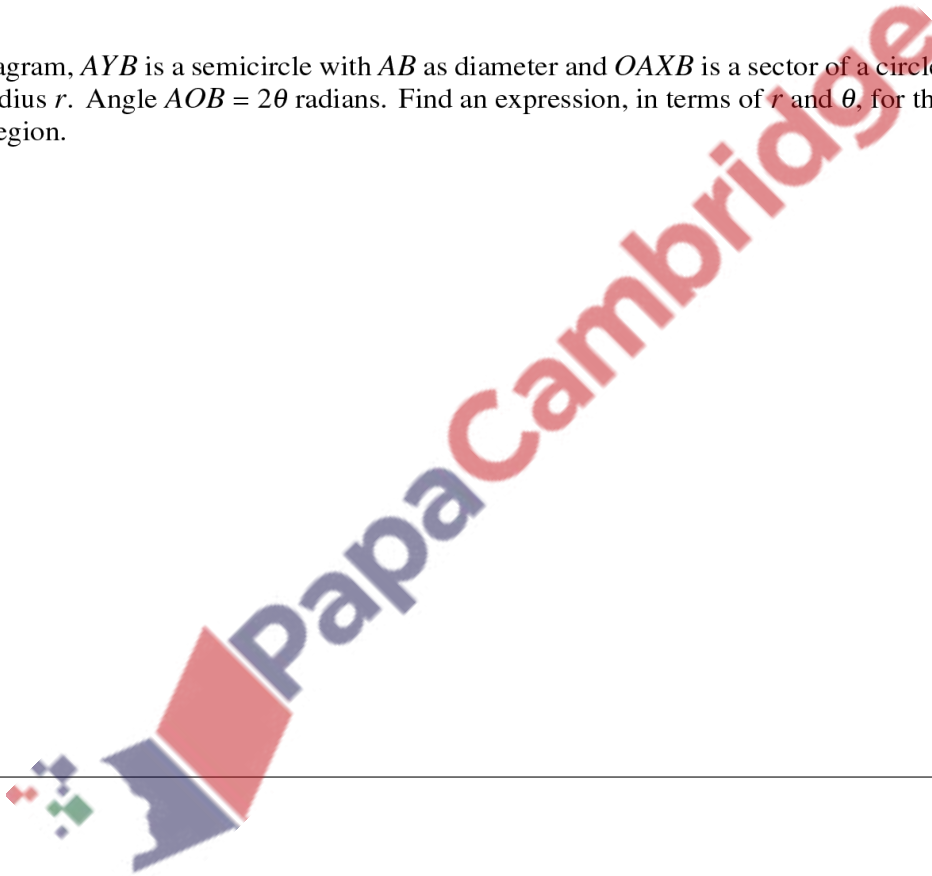 agram, AYB is a semicircle with AB as diameter and OAXB is a sector of a circl
dius r. Angle AOB = 2θ radians. Find an expression, in terms of r and θ, for th
egion.
PapaCambridge